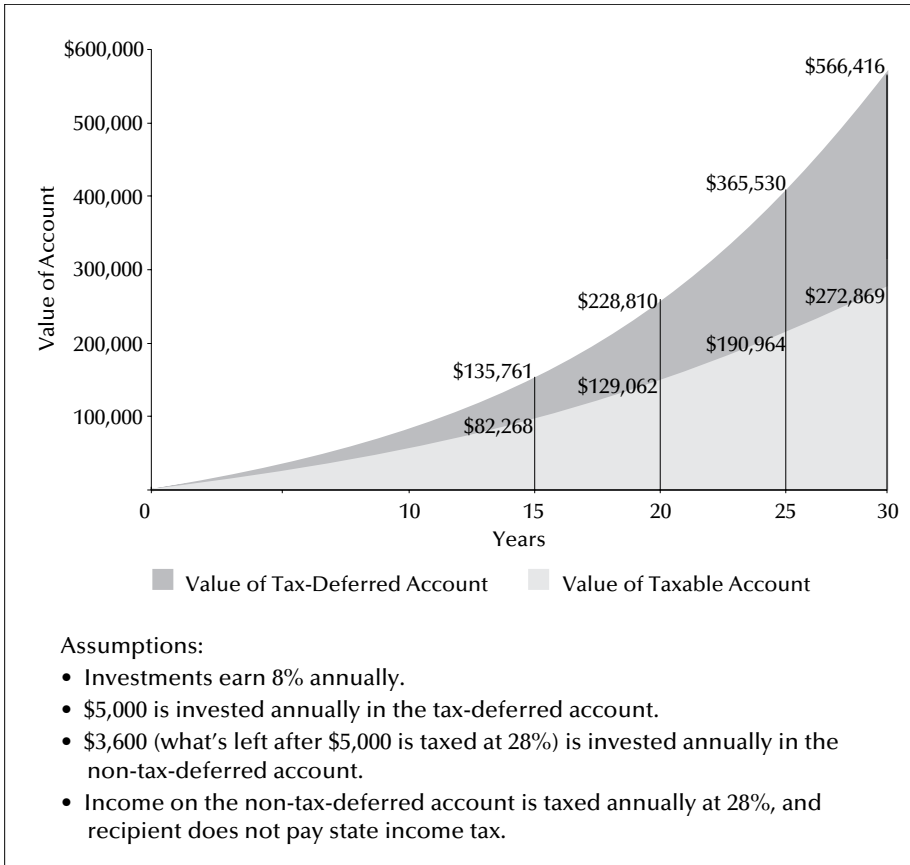 $600,000
500,000
400,000
300,000
200,000
100,000
Value of Account
$566,416
$365,530
$228,810
$272,869
$190,964
$135,761
$129,062
$82,268
0 10 15 20 25 30
Years
Value of Tax-Deferred Account Value of Taxable Account
Assumptions:
• Investments earn 8% annually.
• $5,000 is invested annually in the tax-deferred account.
• $3,600 (what's left after $5,000 is taxed at 28%) is invested annually in the
non-tax-deferred account.
• Income on the non-tax-deferred account is taxed annually at 28%, and
recipient does not pay state income tax.